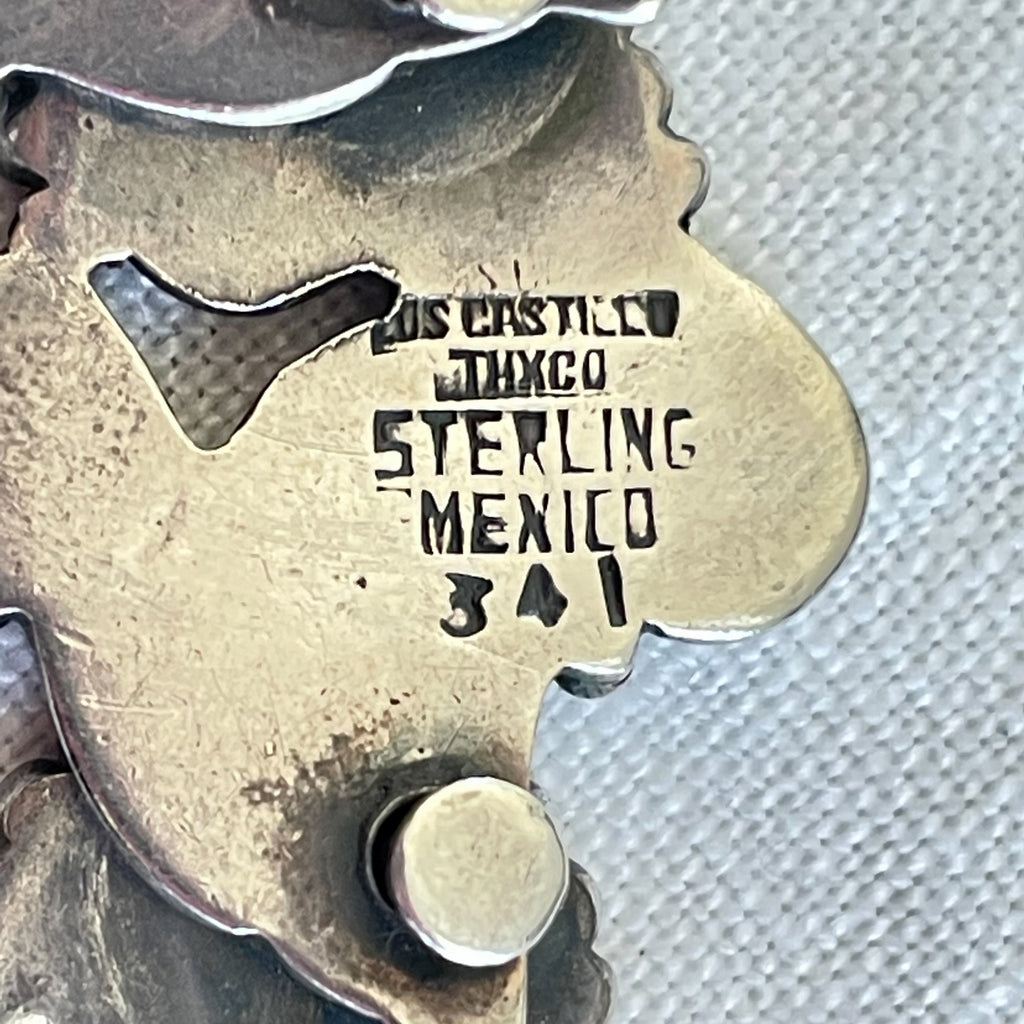 LOS CASTILLO
TAXCO
STERLING
MEXICO
341